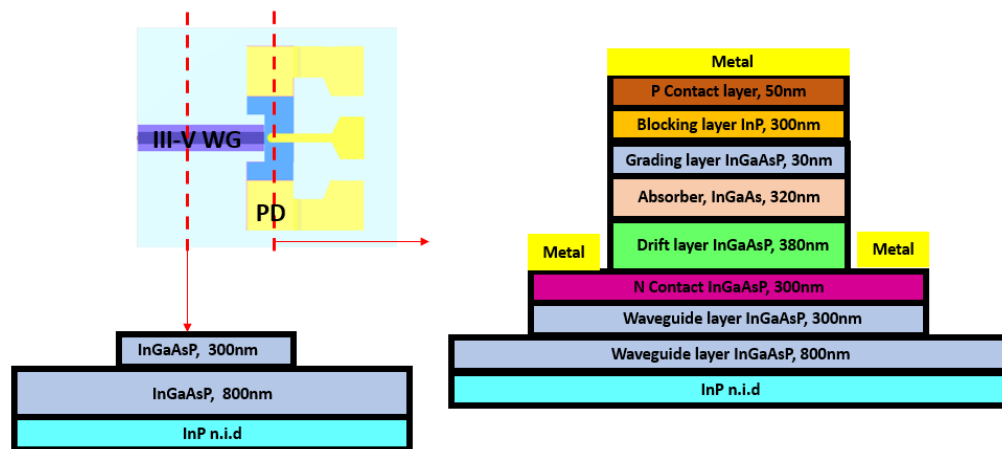 III-V WG
PD
InGaAsP, 300nm
InGaAsP, 800nm
InP n.i.d
Metal
P Contact layer, 50nm
Blocking layer InP, 300nm
Grading layer InGaAsP, 30nm
Absorber, InGaAs, 320nm
Drift layer InGaAsP, 380nm
Metal
Metal
N Contact InGaAsP, 300nm
Waveguide layer InGaAsP, 300nm
Waveguide layer InGaAsP, 800nm
InP n.i.d